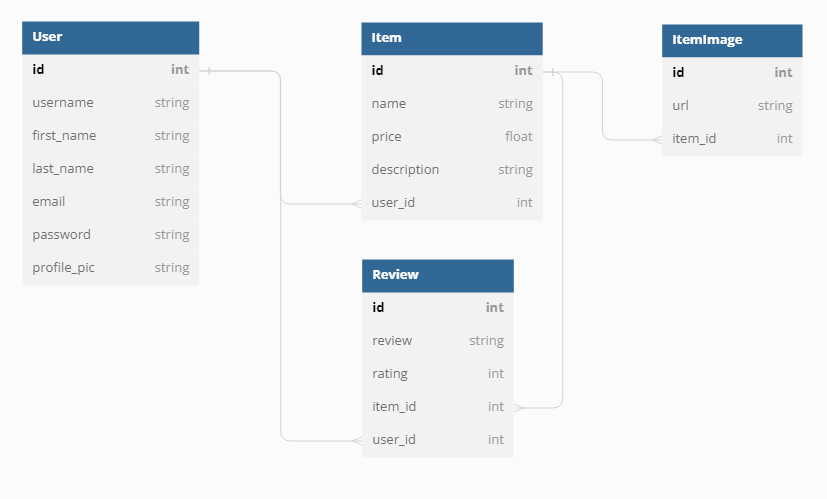 User
id int
username string
first_name string
last_name string
email string
password string
profile_pic string
Item
id int
name string
price float
description string
user_id int
ItemImage
id int
url string
item_id int
Review
id int
review string
rating int
item_id int
user_id int